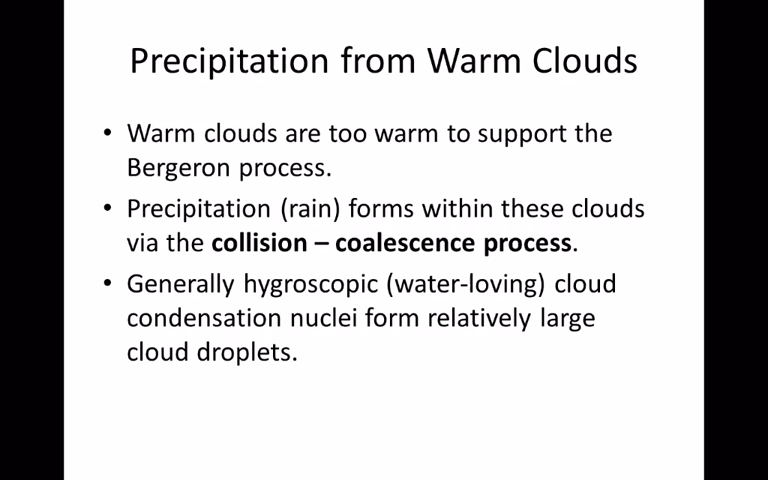 Precipitation from Warm Clouds
• Warm clouds are too warm to support the
Bergeron process.
• Precipitation (rain) forms within these clouds
via the collision – coalescence process.
• Generally hygroscopic (water-loving) cloud
condensation nuclei form relatively large
cloud droplets.